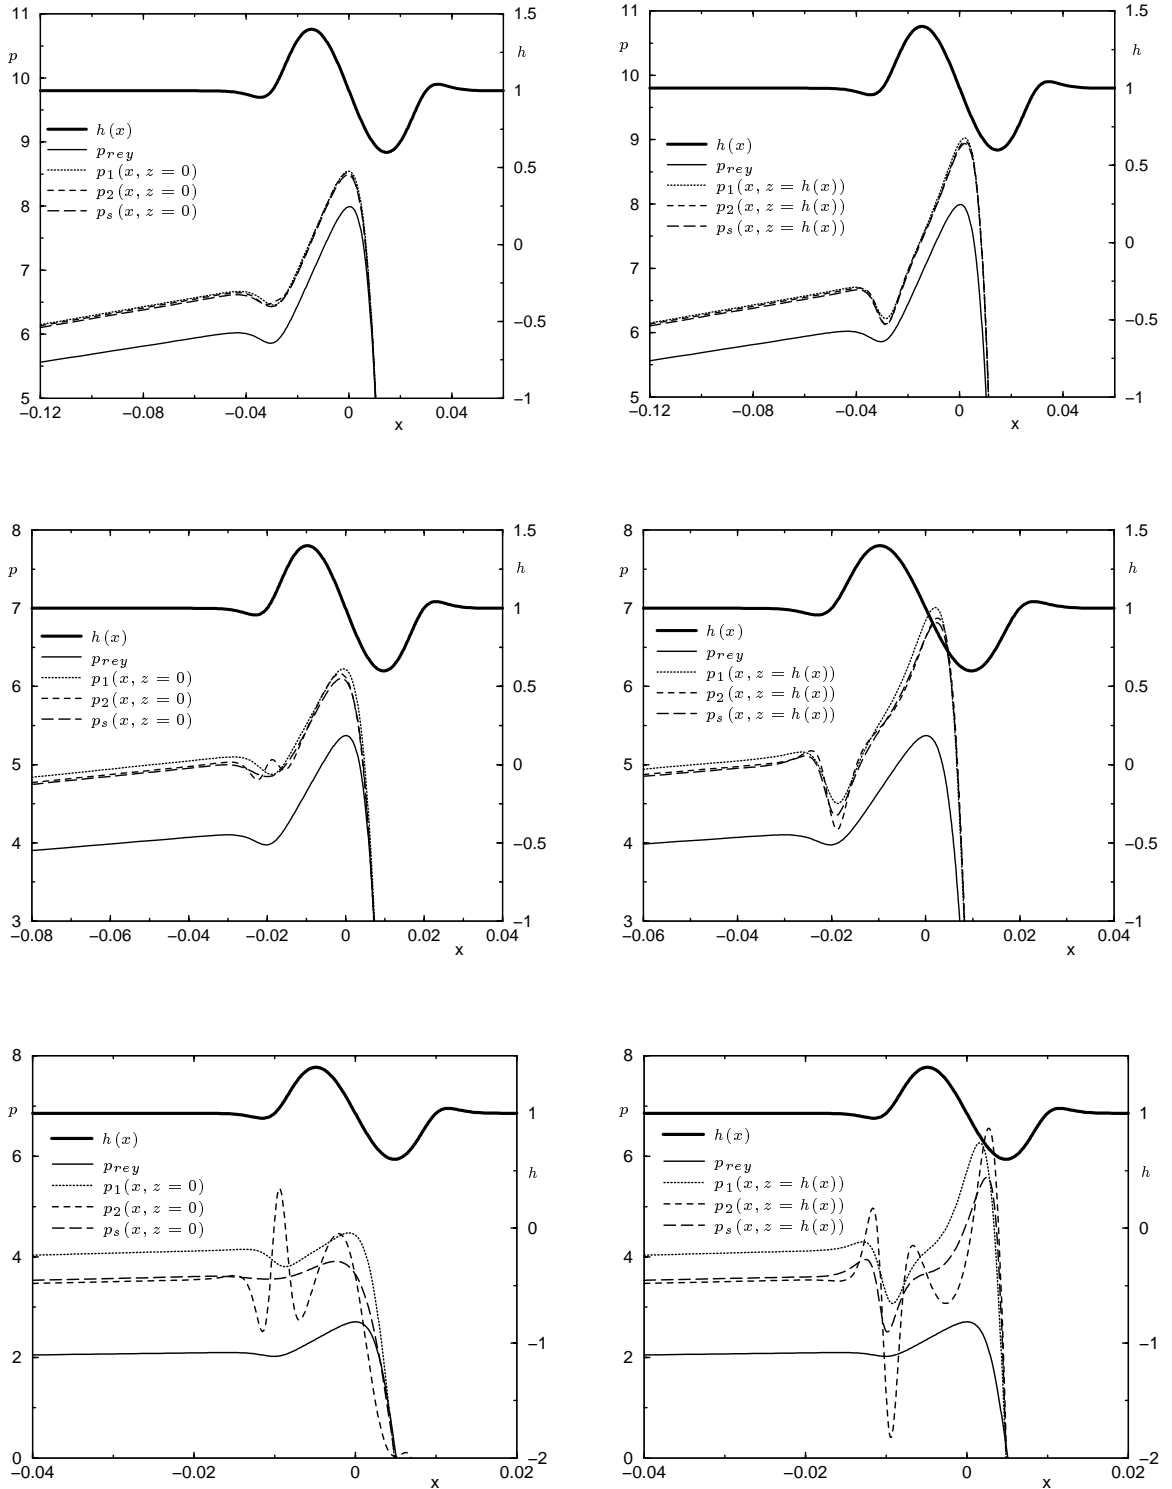 11
10
9
8
7
6
5
p
1.5
h
1
0.5
0
−0.5
−1
h(x)
p_rey
p_1(x, z = 0)
p_2(x, z = 0)
p_s(x, z = 0)
−0.12 −0.08 −0.04 0 0.04
x
11
10
9
8
7
6
5
p
1.5
h
1
0.5
0
−0.5
−1
h(x)
p_rey
p_1(x, z = h(x))
p_2(x, z = h(x))
p_s(x, z = h(x))
−0.12 −0.08 −0.04 0 0.04
x
8
7
6
5
4
3
p
1.5
h
1
0.5
0
−0.5
−1
h(x)
p_rey
p_1(x, z = 0)
p_2(x, z = 0)
p_s(x, z = 0)
−0.08 −0.06 −0.04 −0.02 0 0.02 0.04
x
8
7
6
5
4
3
p
1.5
h
1
0.5
0
−0.5
−1
h(x)
p_rey
p_1(x, z = h(x))
p_2(x, z = h(x))
p_s(x, z = h(x))
−0.06 −0.04 −0.02 0 0.02 0.04
x
8
6
4
2
0
p
1
h
0
−1
−2
h(x)
p_rey
p_1(x, z = 0)
p_2(x, z = 0)
p_s(x, z = 0)
−0.04 −0.02 0 0.02
x
8
6
4
2
0
p
1
h
0
−1
−2
h(x)
p_rey
p_1(x, z = h(x))
p_2(x, z = h(x))
p_s(x, z = h(x))
−0.04 −0.02 0 0.02
x